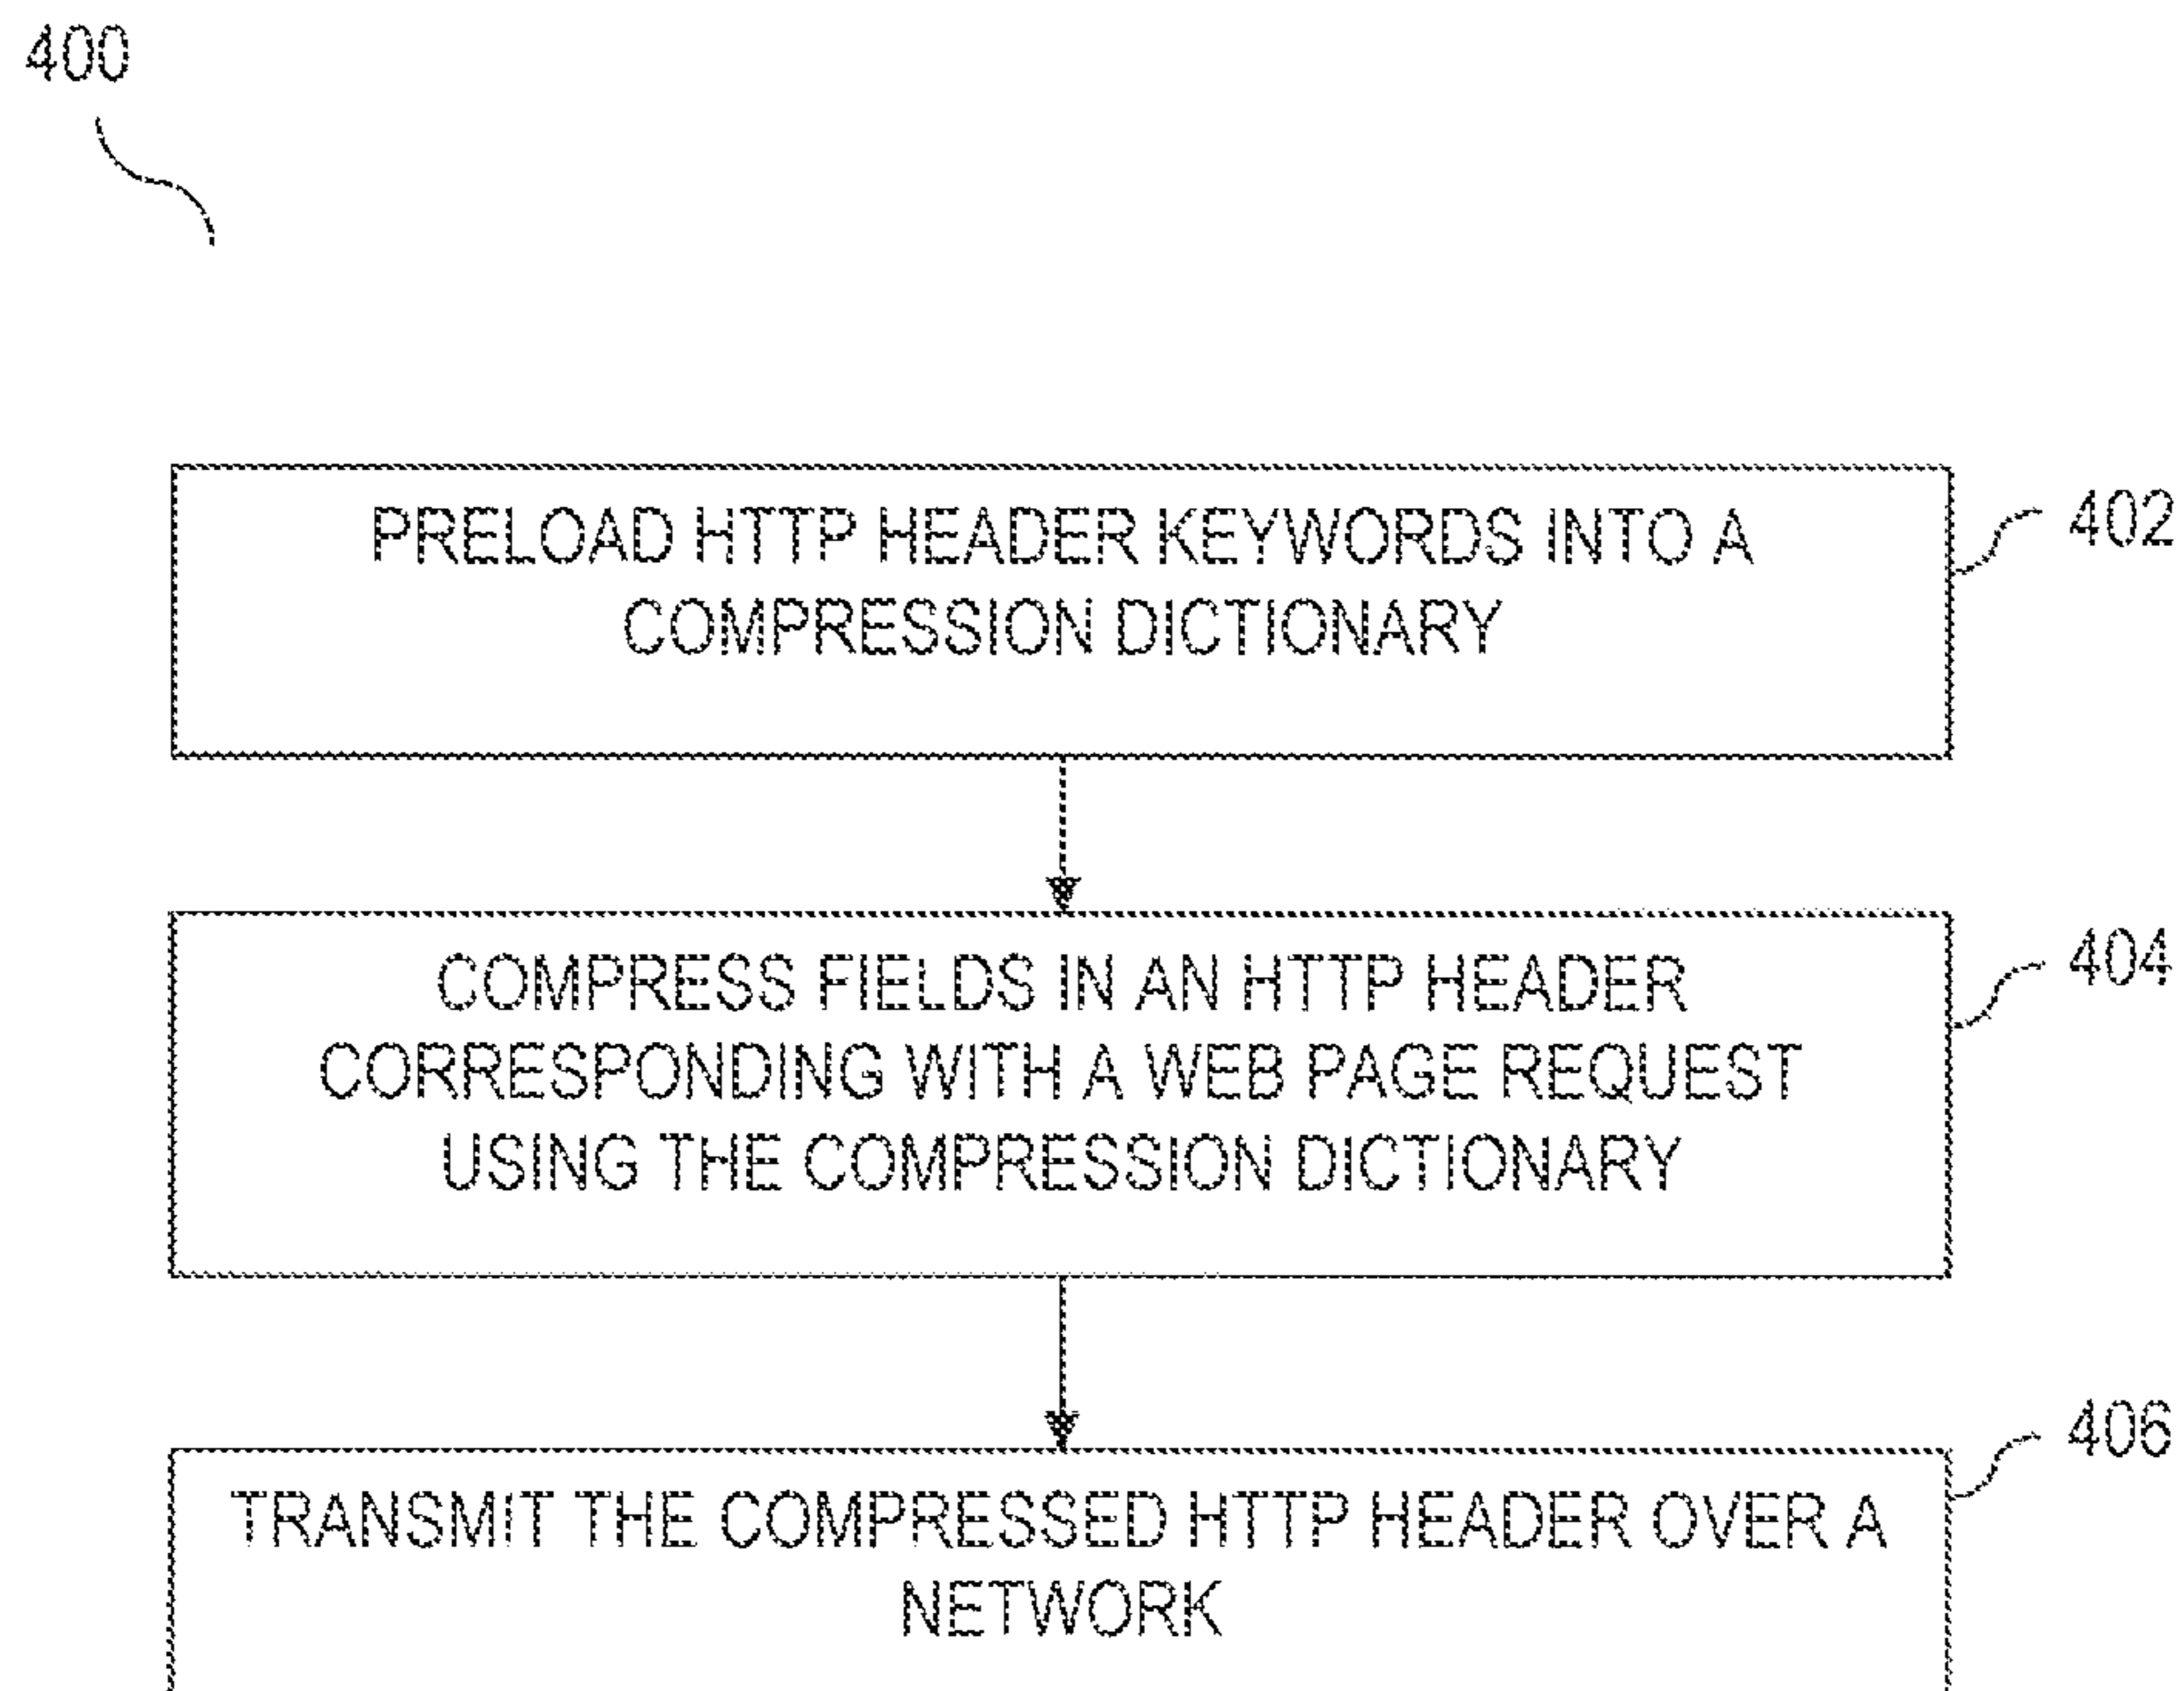 400
PRELOAD HTTP HEADER KEYWORDS INTO A
COMPRESSION DICTIONARY
402
COMPRESS FIELDS IN AN HTTP HEADER
CORRESPONDING WITH A WEB PAGE REQUEST
USING THE COMPRESSION DICTIONARY
404
TRANSMIT THE COMPRESSED HTTP HEADER OVER A
NETWORK
406